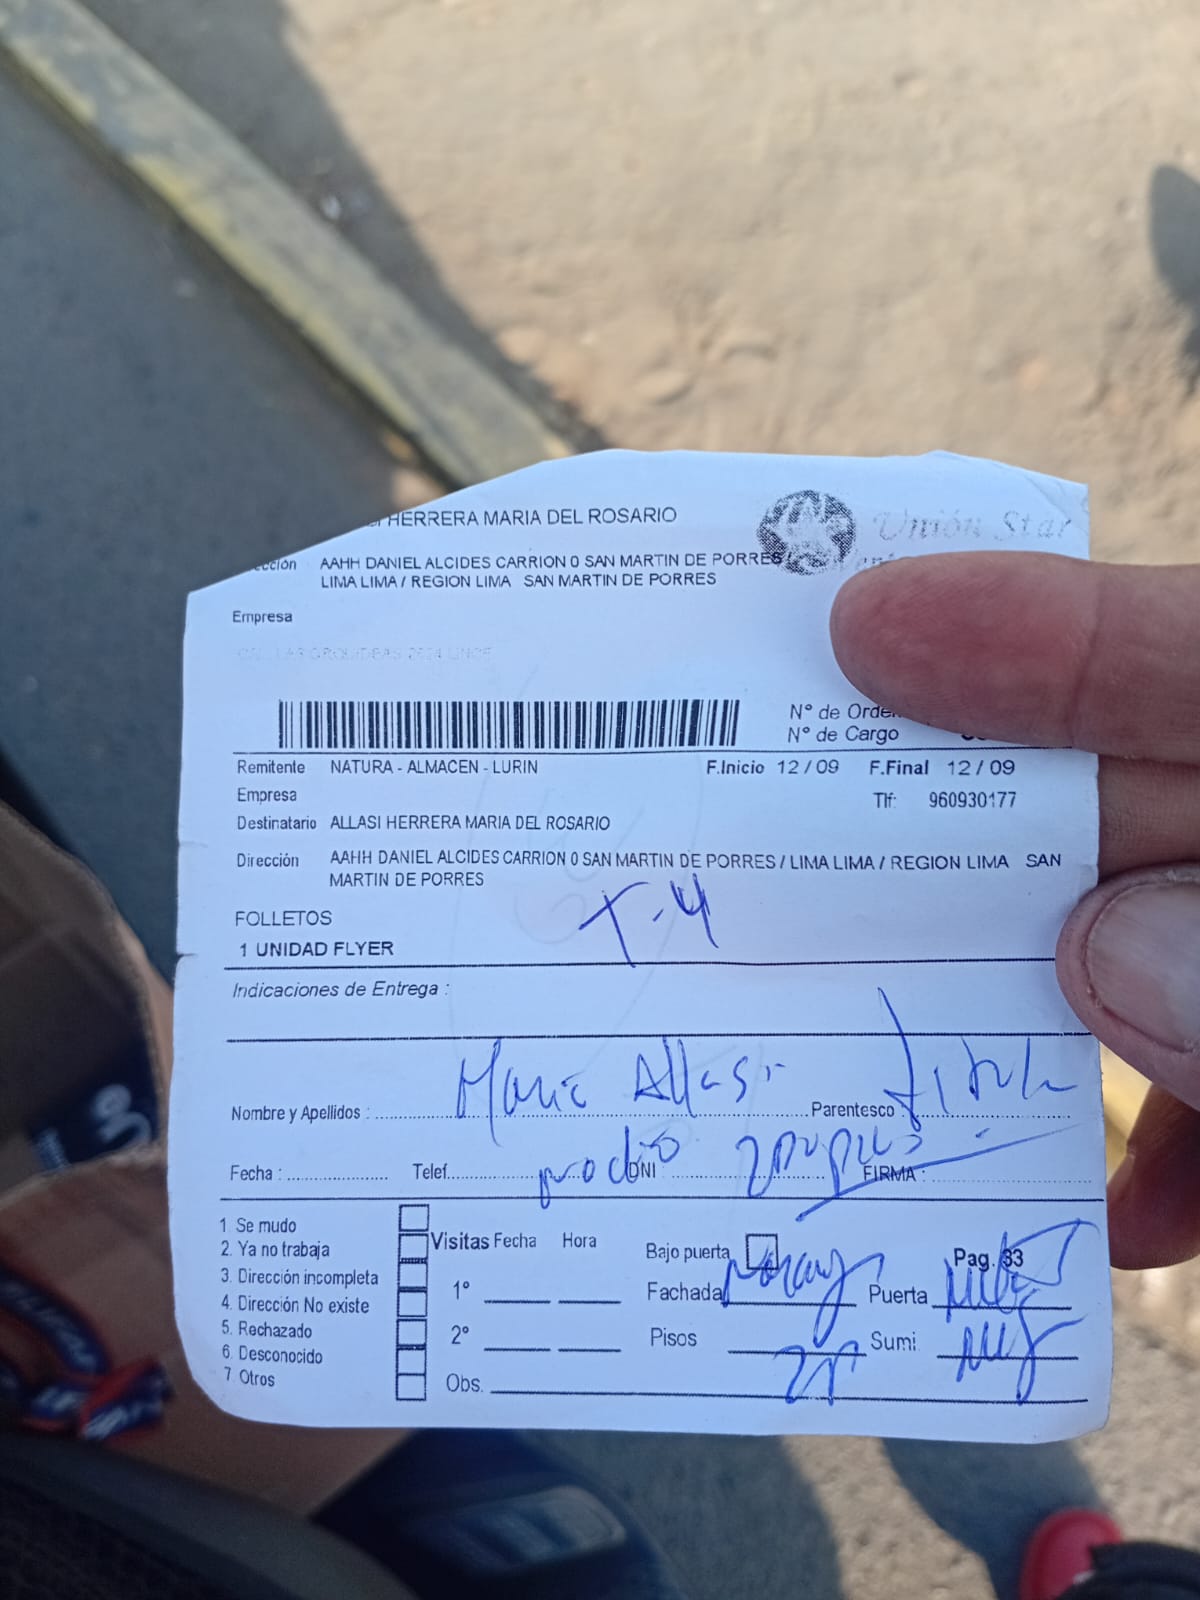 HERRERA MARIA DEL ROSARIO
Unión Star
AAHH DANIEL ALCIDES CARRION 0 SAN MARTIN DE PORRES
LIMA LIMA / REGION LIMA SAN MARTIN DE PORRES
Empresa
N° de Orden
N° de Cargo
Remitente NATURA - ALMACEN - LURIN F.Inicio 12 / 09 F.Final 12 / 09
Empresa Tlf: 960930177
Destinatario ALLASI HERRERA MARIA DEL ROSARIO
Dirección AAHH DANIEL ALCIDES CARRION 0 SAN MARTIN DE PORRES / LIMA LIMA / REGION LIMA SAN
MARTIN DE PORRES
T-4
FOLLETOS
1 UNIDAD FLYER
Indicaciones de Entrega :
Nombre y Apellidos : Maria Allasi Parentesco : titular
Fecha : Telef. DNI FIRMA :
1 Se mudo
2. Ya no trabaja
3. Dirección incompleta
4. Dirección No existe
5. Rechazado
6. Desconocido
7 Otros
Visitas Fecha Hora
1°
2°
Obs.
Bajo puerta Pag. 33
Fachada Puerta
Pisos Sumi.